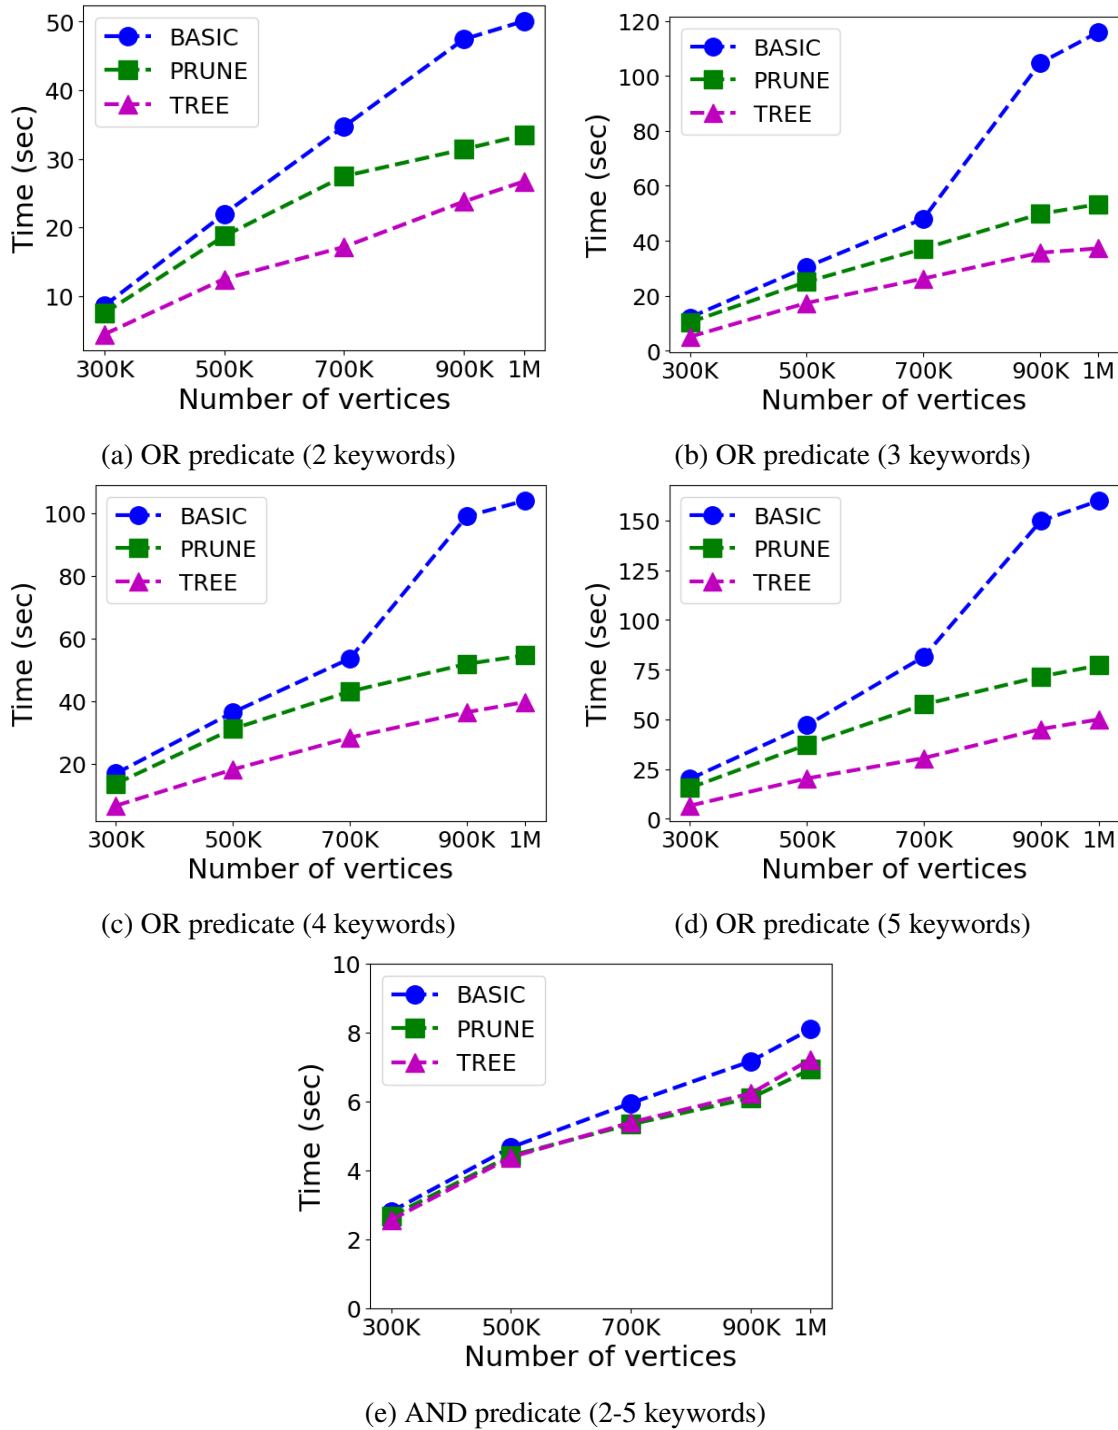 50
40
30
20
10
Time (sec)
BASIC
PRUNE
TREE
300K 500K 700K 900K 1M
Number of vertices
(a) OR predicate (2 keywords)
120
100
80
60
40
20
0
Time (sec)
BASIC
PRUNE
TREE
300K 500K 700K 900K 1M
Number of vertices
(b) OR predicate (3 keywords)
100
80
60
40
20
Time (sec)
BASIC
PRUNE
TREE
300K 500K 700K 900K 1M
Number of vertices
(c) OR predicate (4 keywords)
150
125
100
75
50
25
0
Time (sec)
BASIC
PRUNE
TREE
300K 500K 700K 900K 1M
Number of vertices
(d) OR predicate (5 keywords)
10
8
6
4
2
0
Time (sec)
BASIC
PRUNE
TREE
300K 500K 700K 900K 1M
Number of vertices
(e) AND predicate (2-5 keywords)